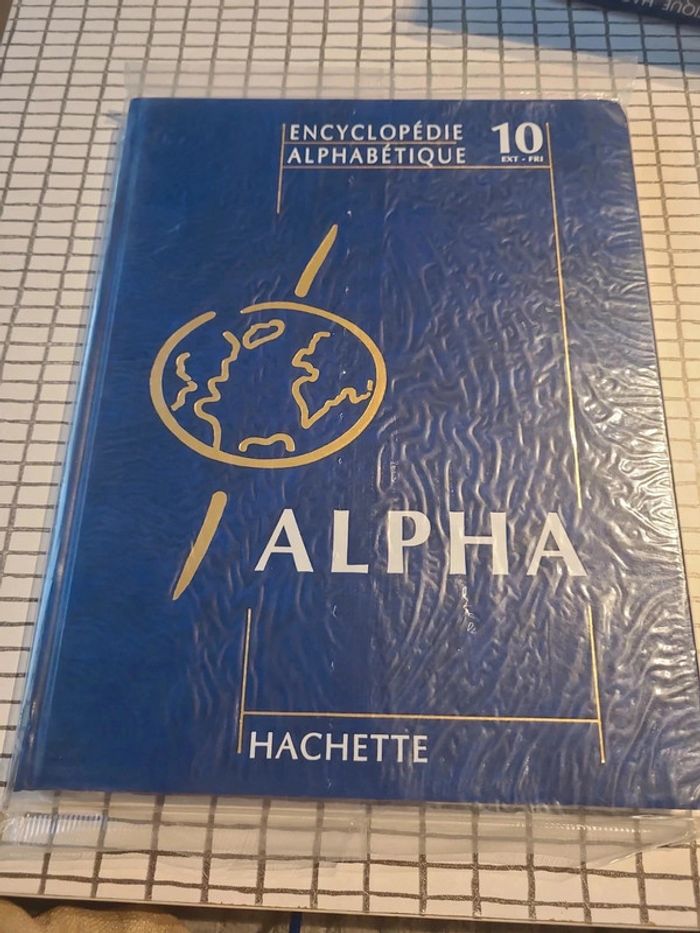 ENCYCLOPÉDIE
ALPHABÉTIQUE
10
EXT - FRI
ALPHA
HACHETTE